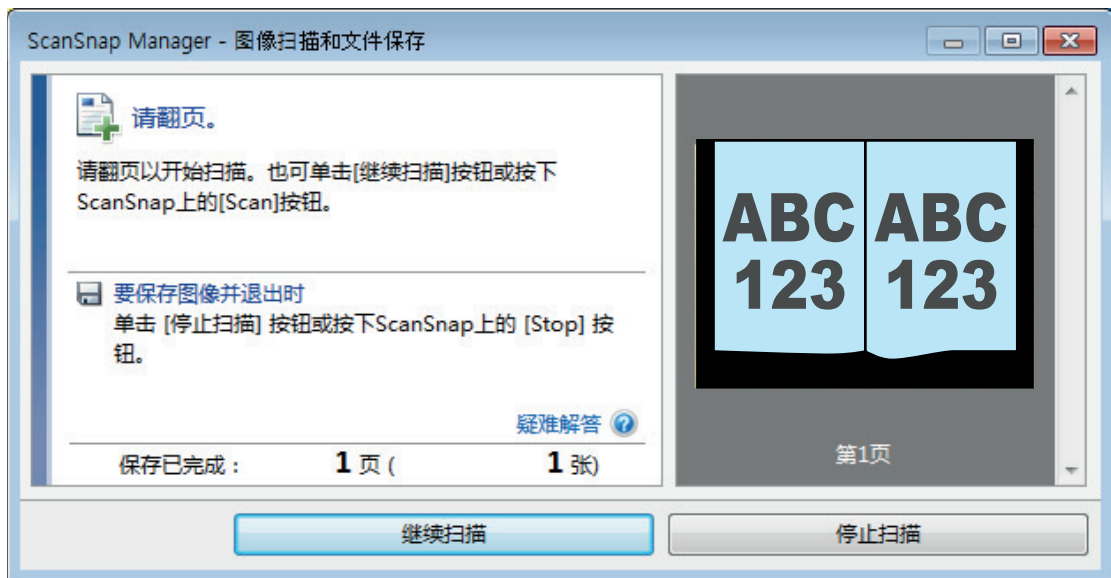 ScanSnap Manager - 图像扫描和文件保存
请翻页。
请翻页以开始扫描。也可单击[继续扫描]按钮或按下
ScanSnap上的[Scan]按钮。
要保存图像并退出时
单击 [停止扫描] 按钮或按下ScanSnap上的 [Stop] 按
钮。
疑难解答
保存已完成： 1 页 ( 1 张)
ABC ABC
123 123
第1页
继续扫描 停止扫描